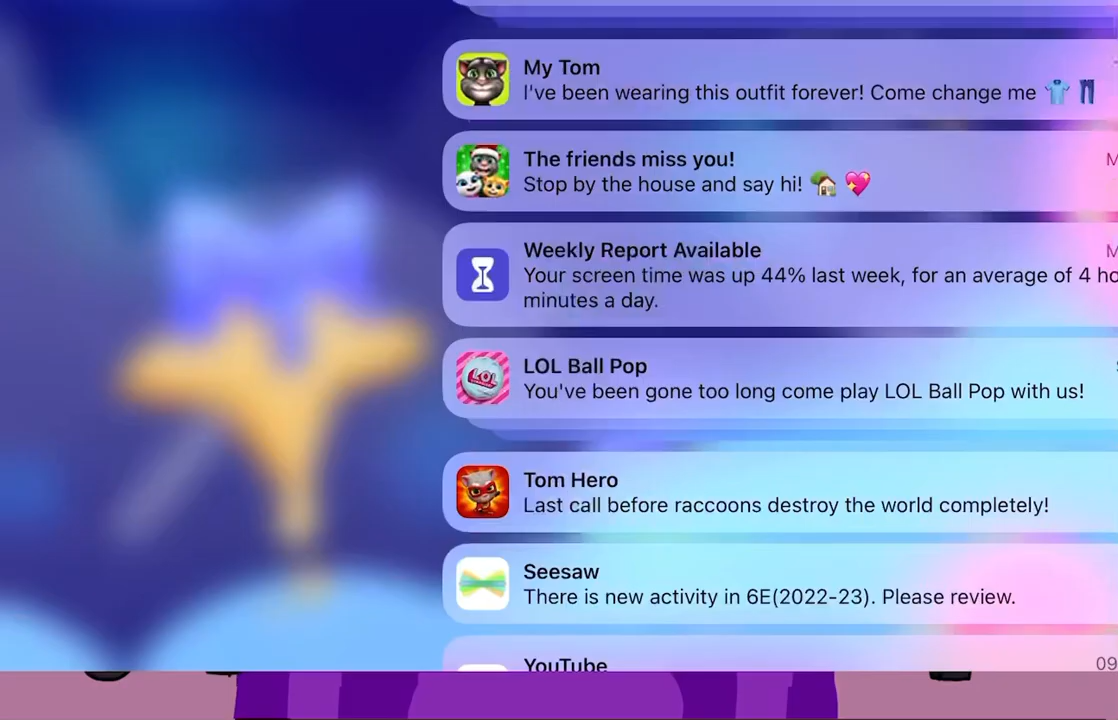 My Tom
I've been wearing this outfit forever! Come change me 👕 👖
The friends miss you!
M
Stop by the house and say hi! 🏡 💖
Weekly Report Available
M
Your screen time was up 44% last week, for an average of 4 ho
minutes a day.
LOL Ball Pop
You've been gone too long come play LOL Ball Pop with us!
LOL
Tom Hero
Last call before raccoons destroy the world completely!
Seesaw
There is new activity in 6E(2022-23). Please review.
YouTube
09